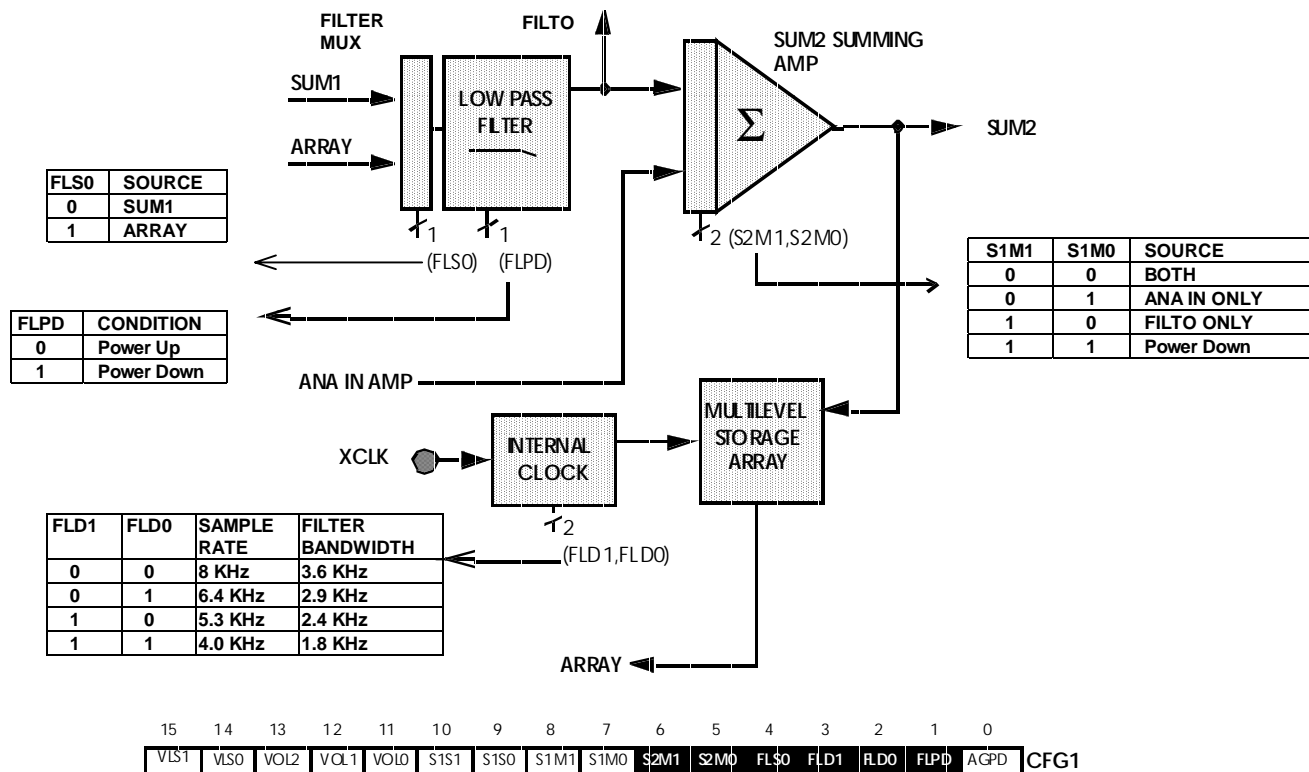 FILTER
MUX
FILTO
SUM2 SUMMING
AMP
SUM1
ARRAY
LOW PASS
FILTER
Σ
SUM2
FLS0 SOURCE
0 SUM1
1 ARRAY
1
(FLS0)
1
(FLPD)
2 (S2M1,S2M0)
S1M1 S1M0 SOURCE
0 0 BOTH
0 1 ANA IN ONLY
1 0 FILTO ONLY
1 1 Power Down
FLPD CONDITION
0 Power Up
1 Power Down
ANA IN AMP
MULTILEVEL
STORAGE
ARRAY
XCLK
INTERNAL
CLOCK
2
(FLD1,FLD0)
FLD1 FLD0 SAMPLE RATE FILTER BANDWIDTH
0 0 8 KHz 3.6 KHz
0 1 6.4 KHz 2.9 KHz
1 0 5.3 KHz 2.4 KHz
1 1 4.0 KHz 1.8 KHz
ARRAY
15 14 13 12 11 10 9 8 7 6 5 4 3 2 1 0
VLS1 VLS0 VOL2 VOL1 VOL0 S1S1 S1S0 S1M1 S1M0 S2M1 S2M0 FLS0 FLD1 FLD0 FLPD AGPD CFG1